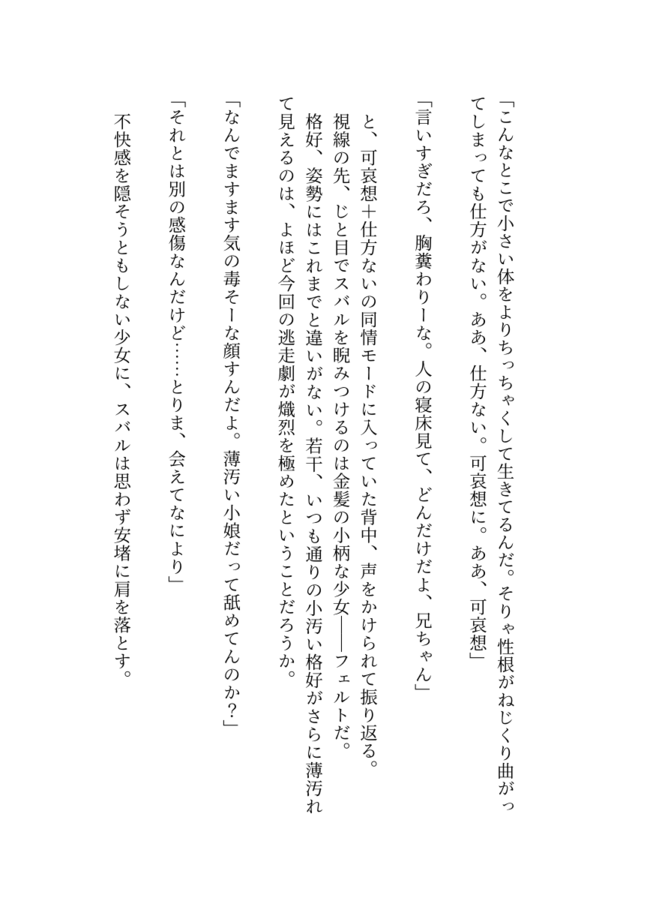 「こんなとこで小さい体をよりちっちゃくして生きてるんだ。そりゃ性根がねじくり曲がっ
てしまっても仕方がない。ああ、仕方ない。可哀想に。ああ、可哀想」
「言いすぎだろ、胸糞わりーな。人の寝床見て、どんだけだよ、兄ちゃん」
と、可哀想＋仕方ないの同情モードに入っていた背中、声をかけられて振り返る。
視線の先、じと目でスバルを睨みつけるのは金髪の小柄な少女――フェルトだ。
格好、姿勢にはこれまでと違いがない。若干、いつも通りの小汚い格好がさらに薄汚れ
て見えるのは、よほど今回の逃走劇が熾烈を極めたということだろうか。
「なんでますます気の毒そーな顔すんだよ。薄汚い小娘だって舐めてんのか？」
「それとは別の感傷なんだけど……とりま、会えてなにより」
不快感を隠そうともしない少女に、スバルは思わず安堵に肩を落とす。